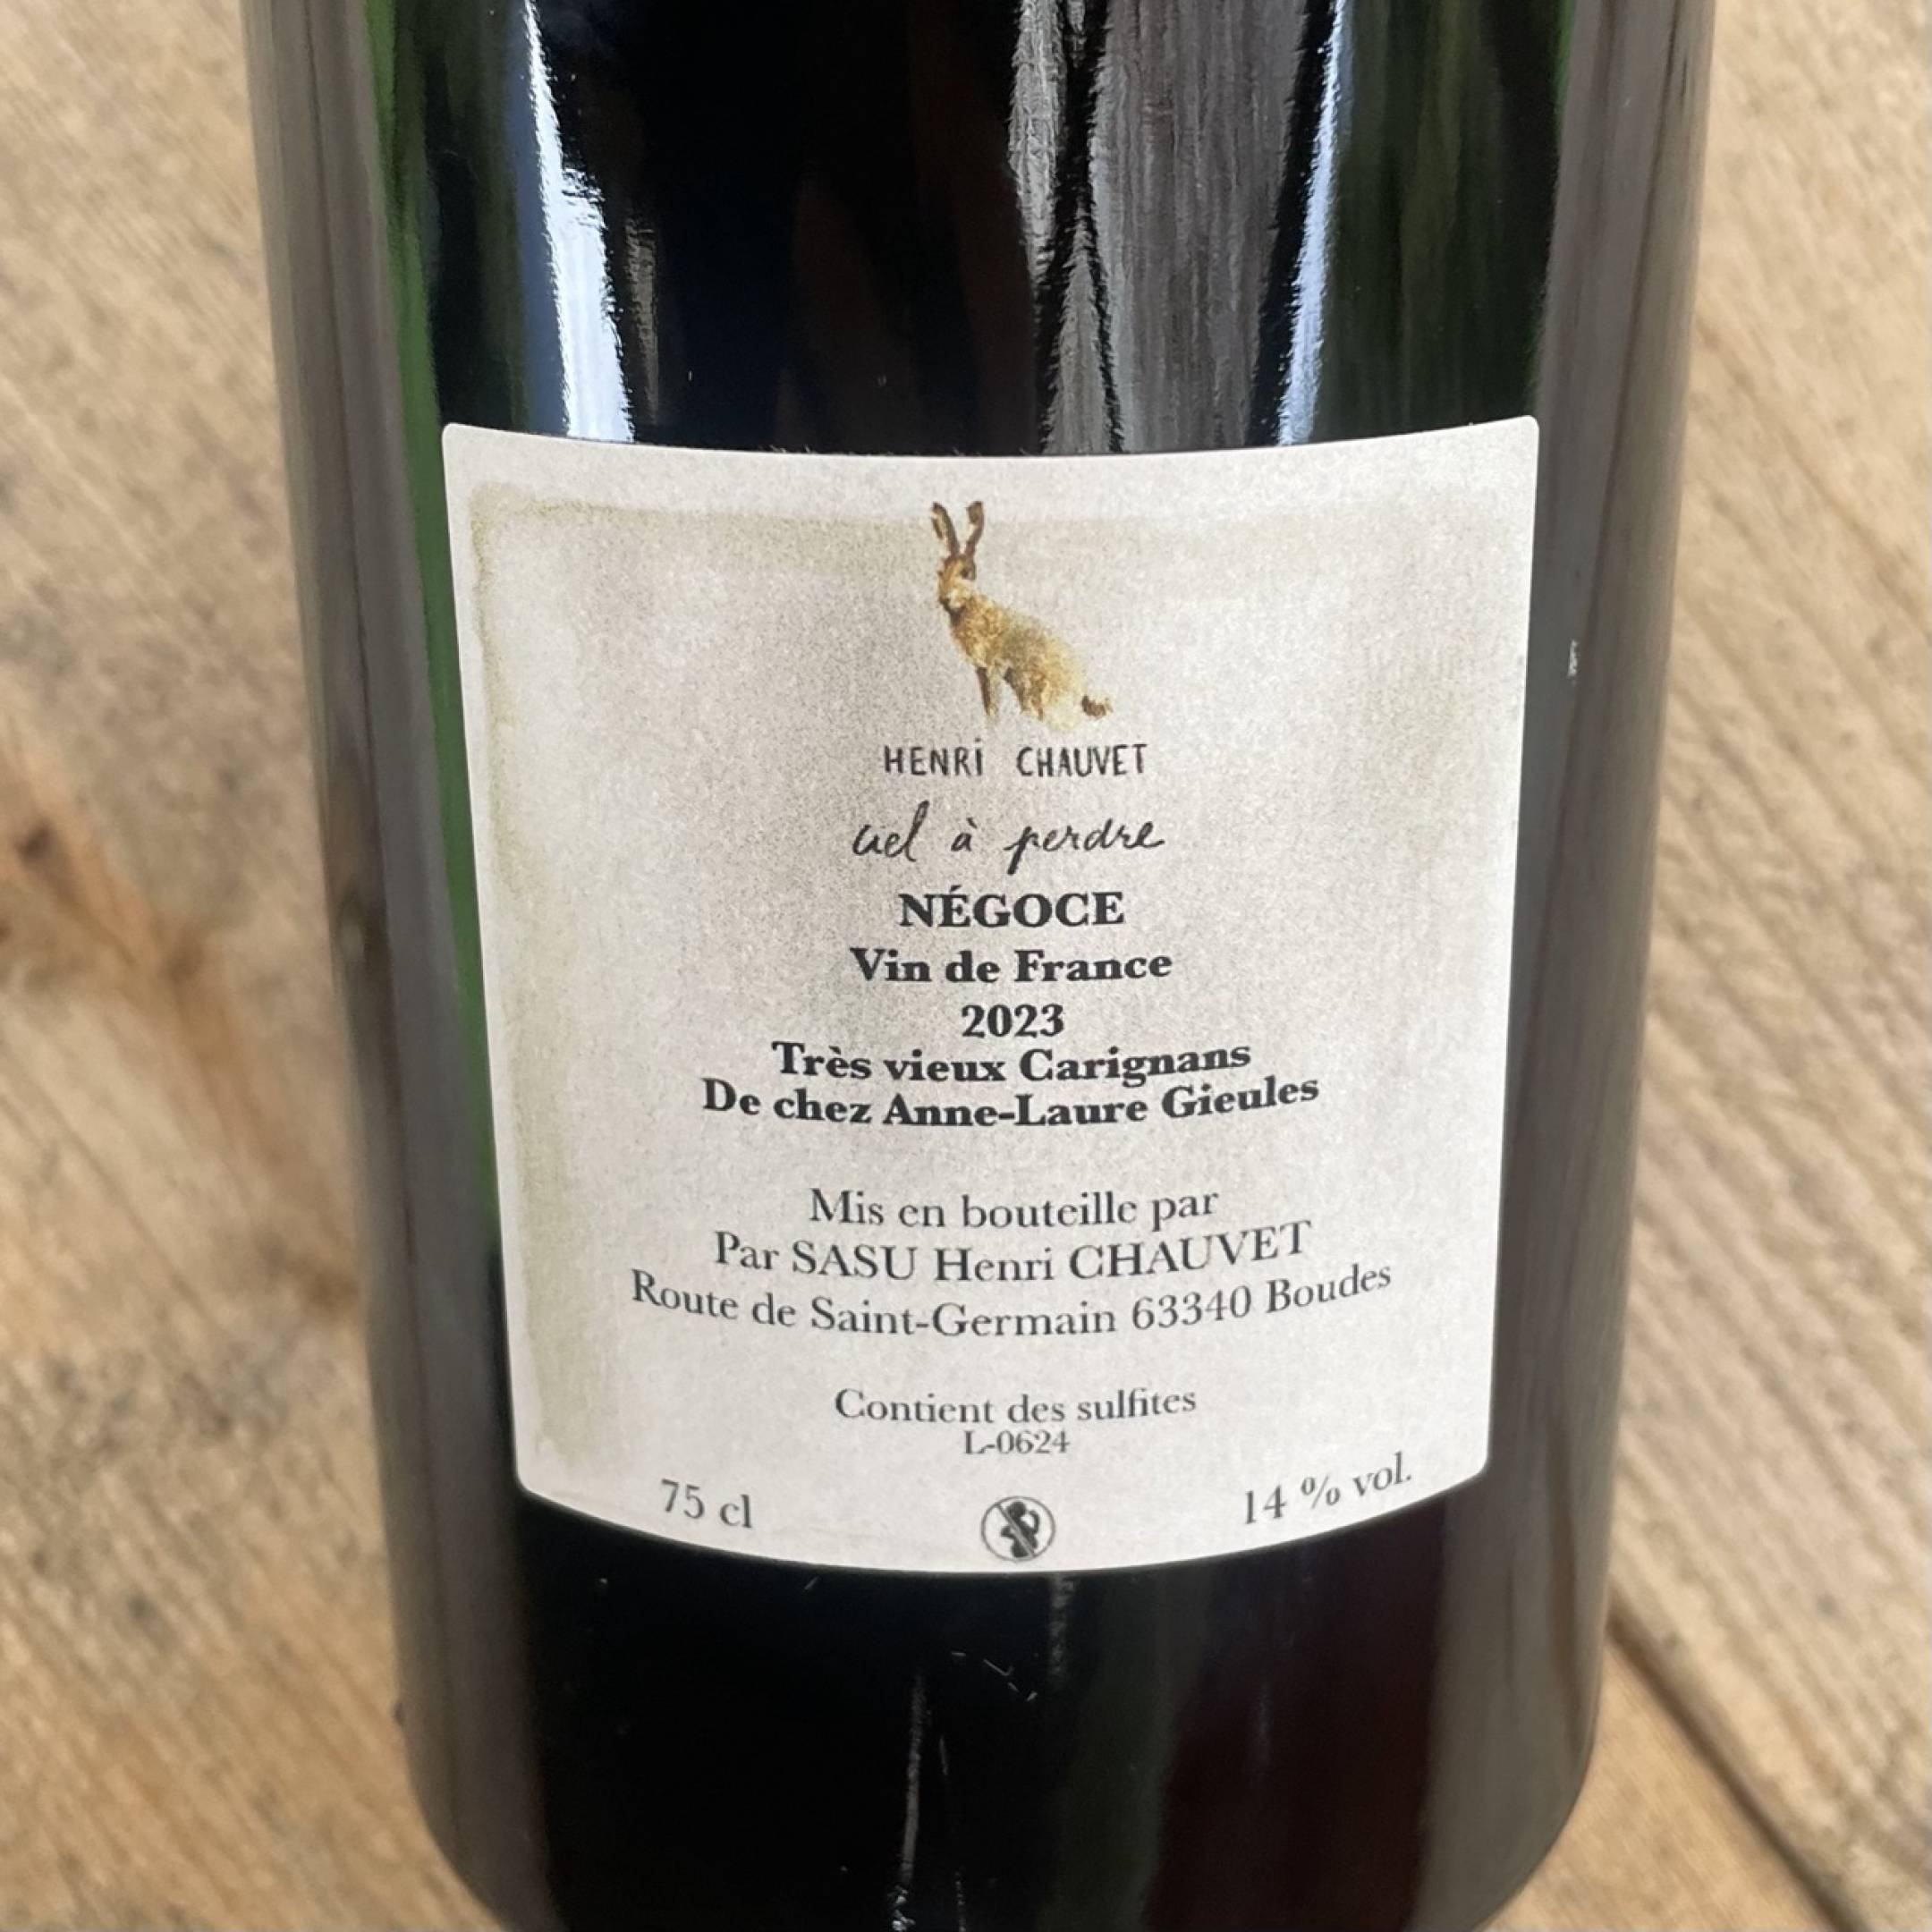 HENRI CHAUVET
ciel à perdre
NÉGOCE
Vin de France
2023
Très vieux Carignans
De chez Anne-Laure Gieules
Mis en bouteille par
Par SASU Henri CHAUVET
Route de Saint-Germain 63340 Boudes
Contient des sulfites
L-0624
75 cl
14 % vol.